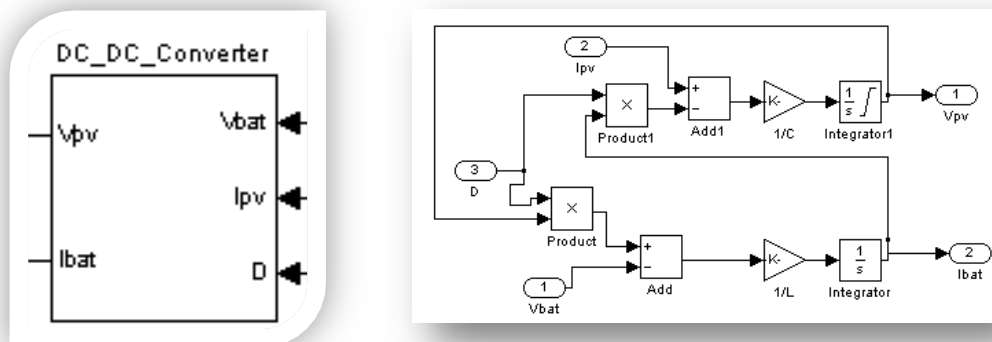 DC_DC_Converter
Vpv
Ibat
Vbat
Ipv
D
2
Ipv
×
Product1
+
−
Add1
K-
1/C
1
s
Integrator1
1
Vpv
3
D
×
Product
1
Vbat
+
−
Add
K-
1/L
1
s
Integrator
2
Ibat